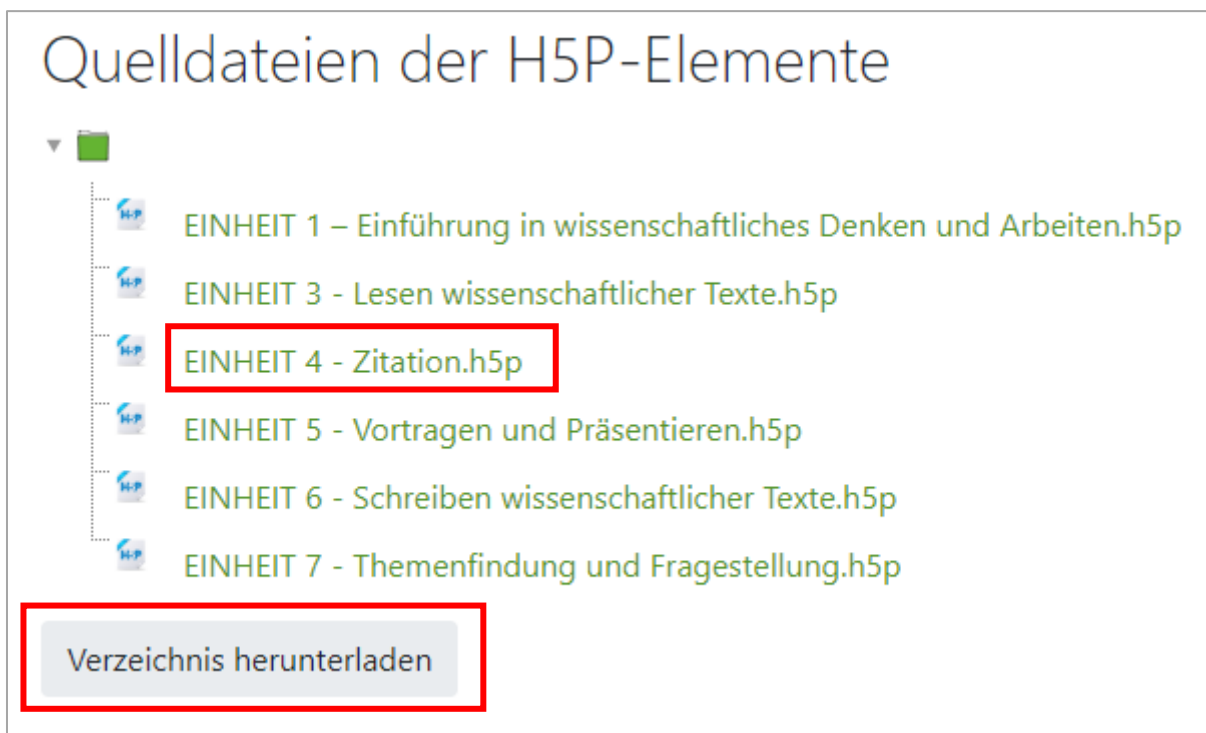 Quelldateien der H5P-Elemente
H-P EINHEIT 1 – Einführung in wissenschaftliches Denken und Arbeiten.h5p
H-P EINHEIT 3 - Lesen wissenschaftlicher Texte.h5p
H-P EINHEIT 4 - Zitation.h5p
H-P EINHEIT 5 - Vortragen und Präsentieren.h5p
H-P EINHEIT 6 - Schreiben wissenschaftlicher Texte.h5p
H-P EINHEIT 7 - Themenfindung und Fragestellung.h5p
Verzeichnis herunterladen